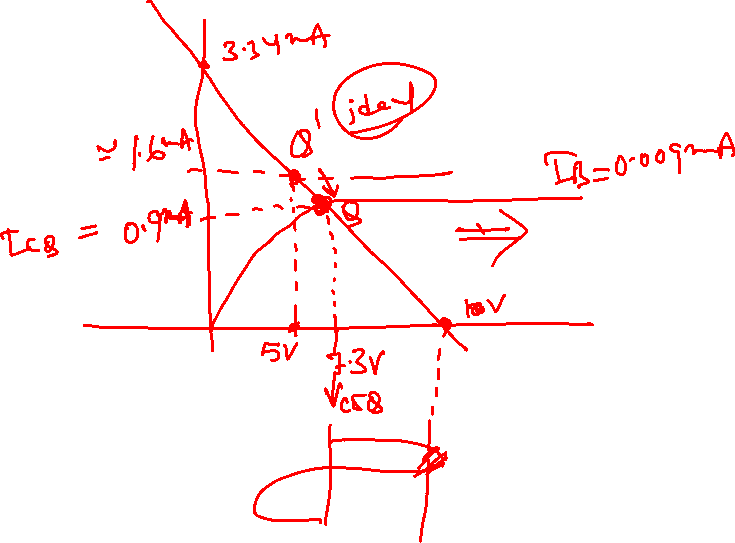 3.34mA
ideal
Q'
≃ 1.6mA
IB=0.009mA
ICQ = 0.9mA
Q
10V
5V
7.3V
VCEQ